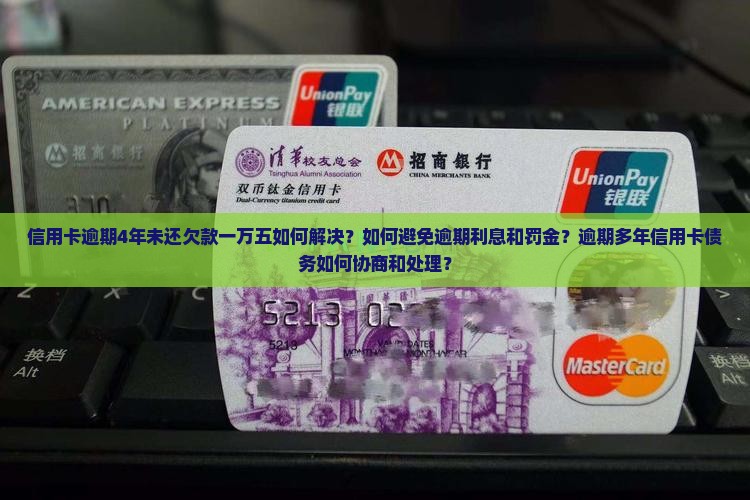 AMERICAN EXPRESS
PLATINUM
UnionPay
银联
招商银行
清华校友总会
Tsinghua Alumni Association
招商銀行
CHINA MERCHANTS BANK
双币钛金信用卡
Dual-Currency titanium credit card
UnionPay
银联
信用卡逾期4年未还欠款一万五如何解决？如何避免逾期利息和罚金？逾期多年信用卡债
务如何协商和处理？
5213 02
5213
VALID DATES
MONTH/YEAR
MasterCard
换档
Alt
换档
Alt
Z
X